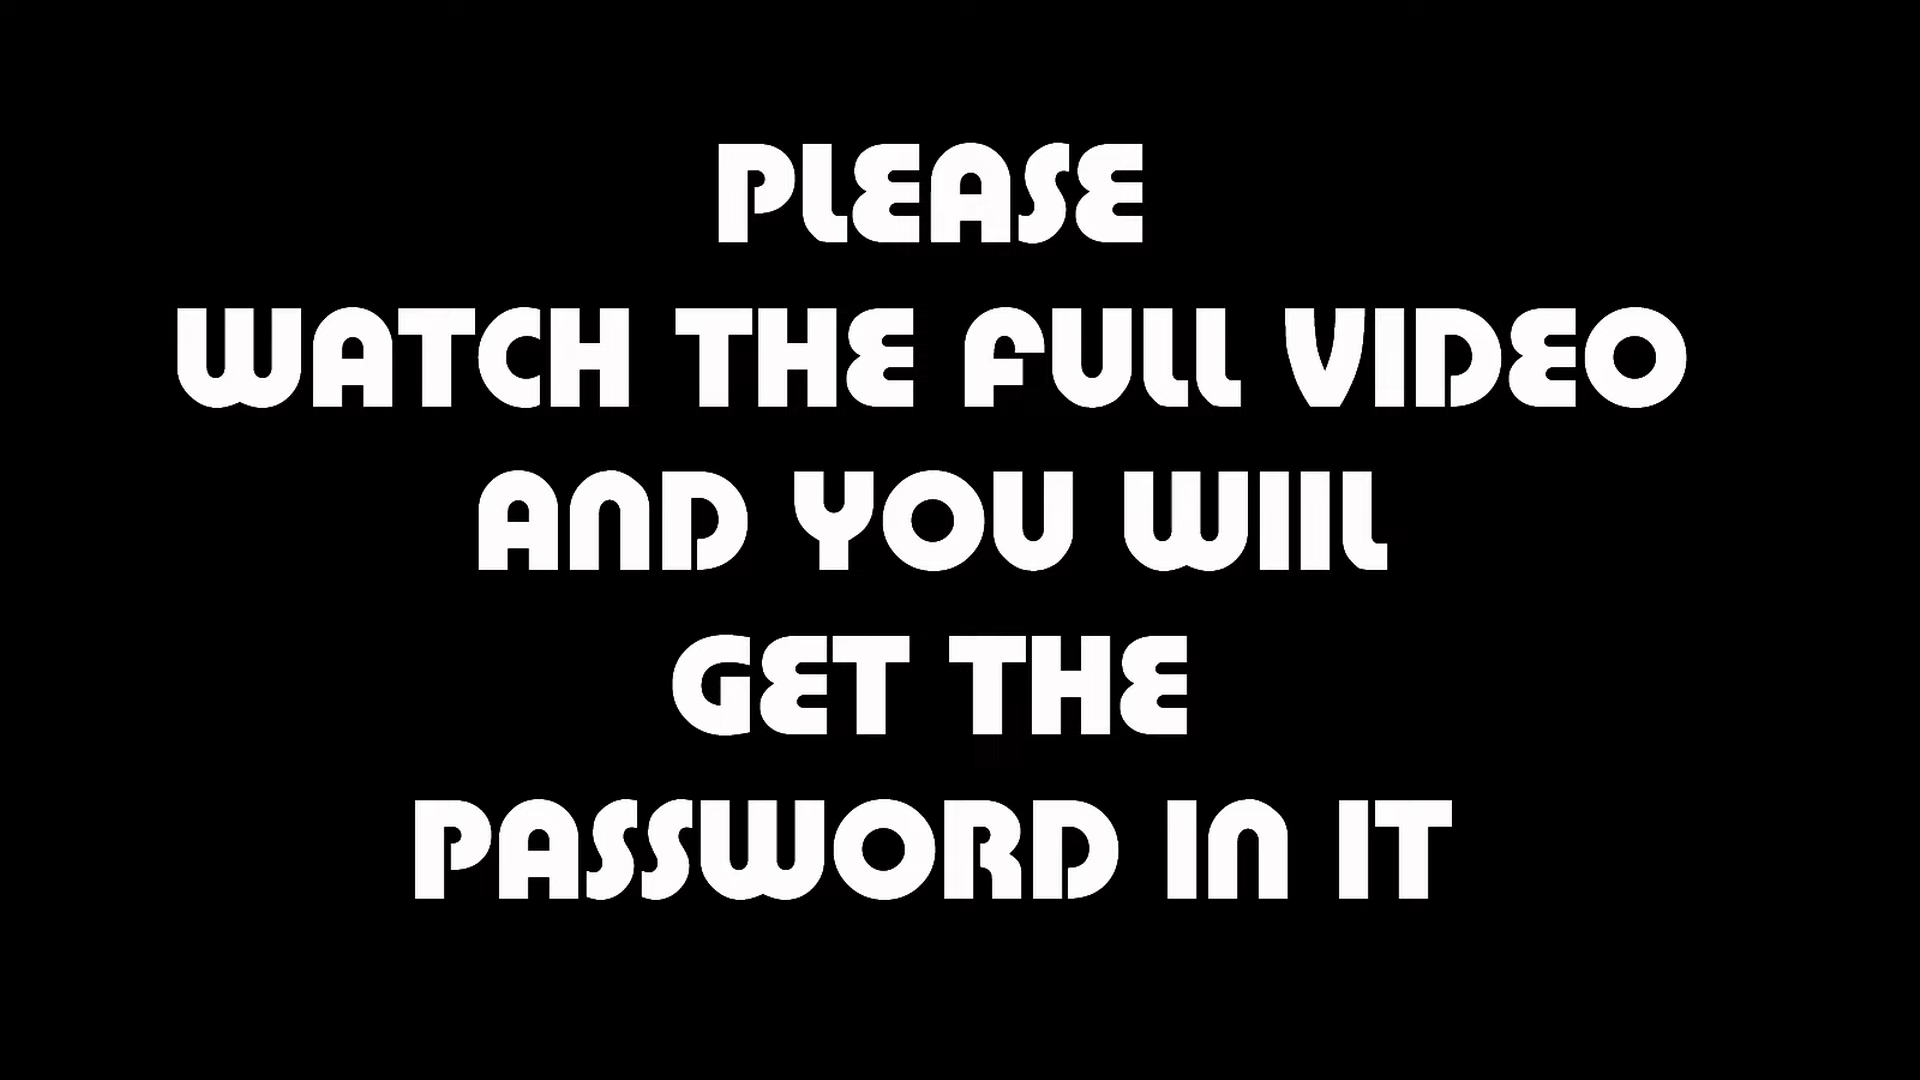 PLEASE
WATCH THE FULL VIDEO
AND YOU WIIL
GET THE
PASSWORD IN IT